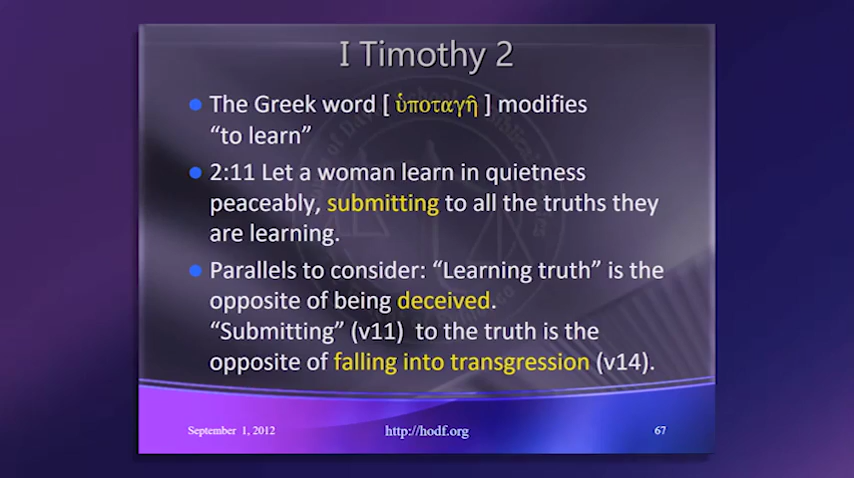 I Timothy 2
The Greek word [ ὑποταγῇ ] modifies
“to learn”
2:11 Let a woman learn in quietness
peaceably, submitting to all the truths they
are learning.
Parallels to consider: “Learning truth” is the
opposite of being deceived.
“Submitting” (v11) to the truth is the
opposite of falling into transgression (v14).
September 1, 2012
http://hodf.org
67